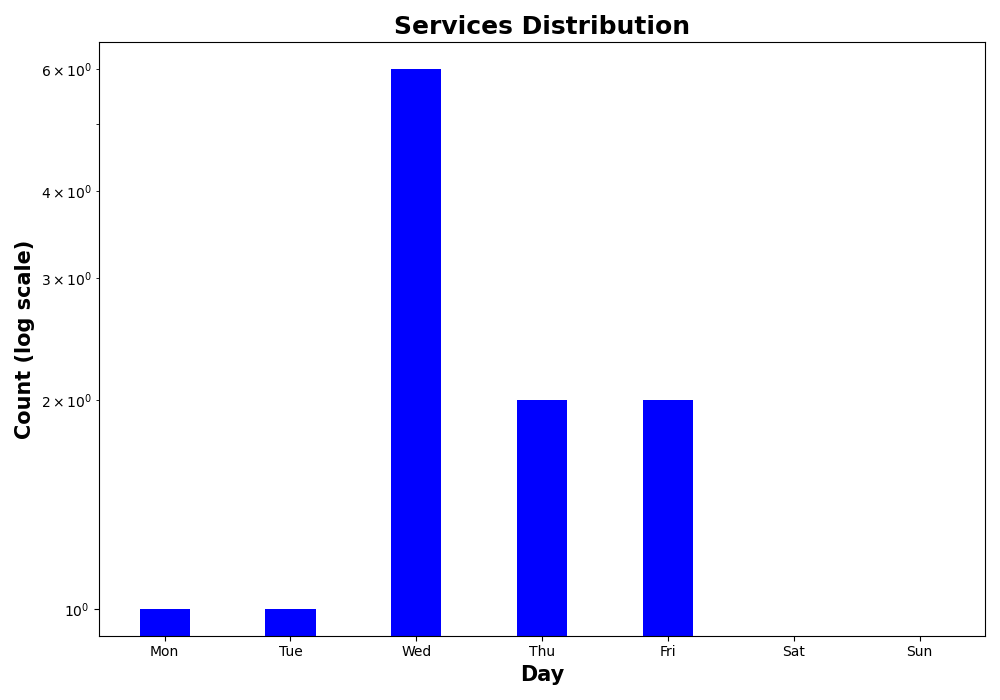 Services Distribution
Count (log scale)
6 × 10⁰
4 × 10⁰
3 × 10⁰
2 × 10⁰
10⁰
Mon Tue Wed Thu Fri Sat Sun
Day